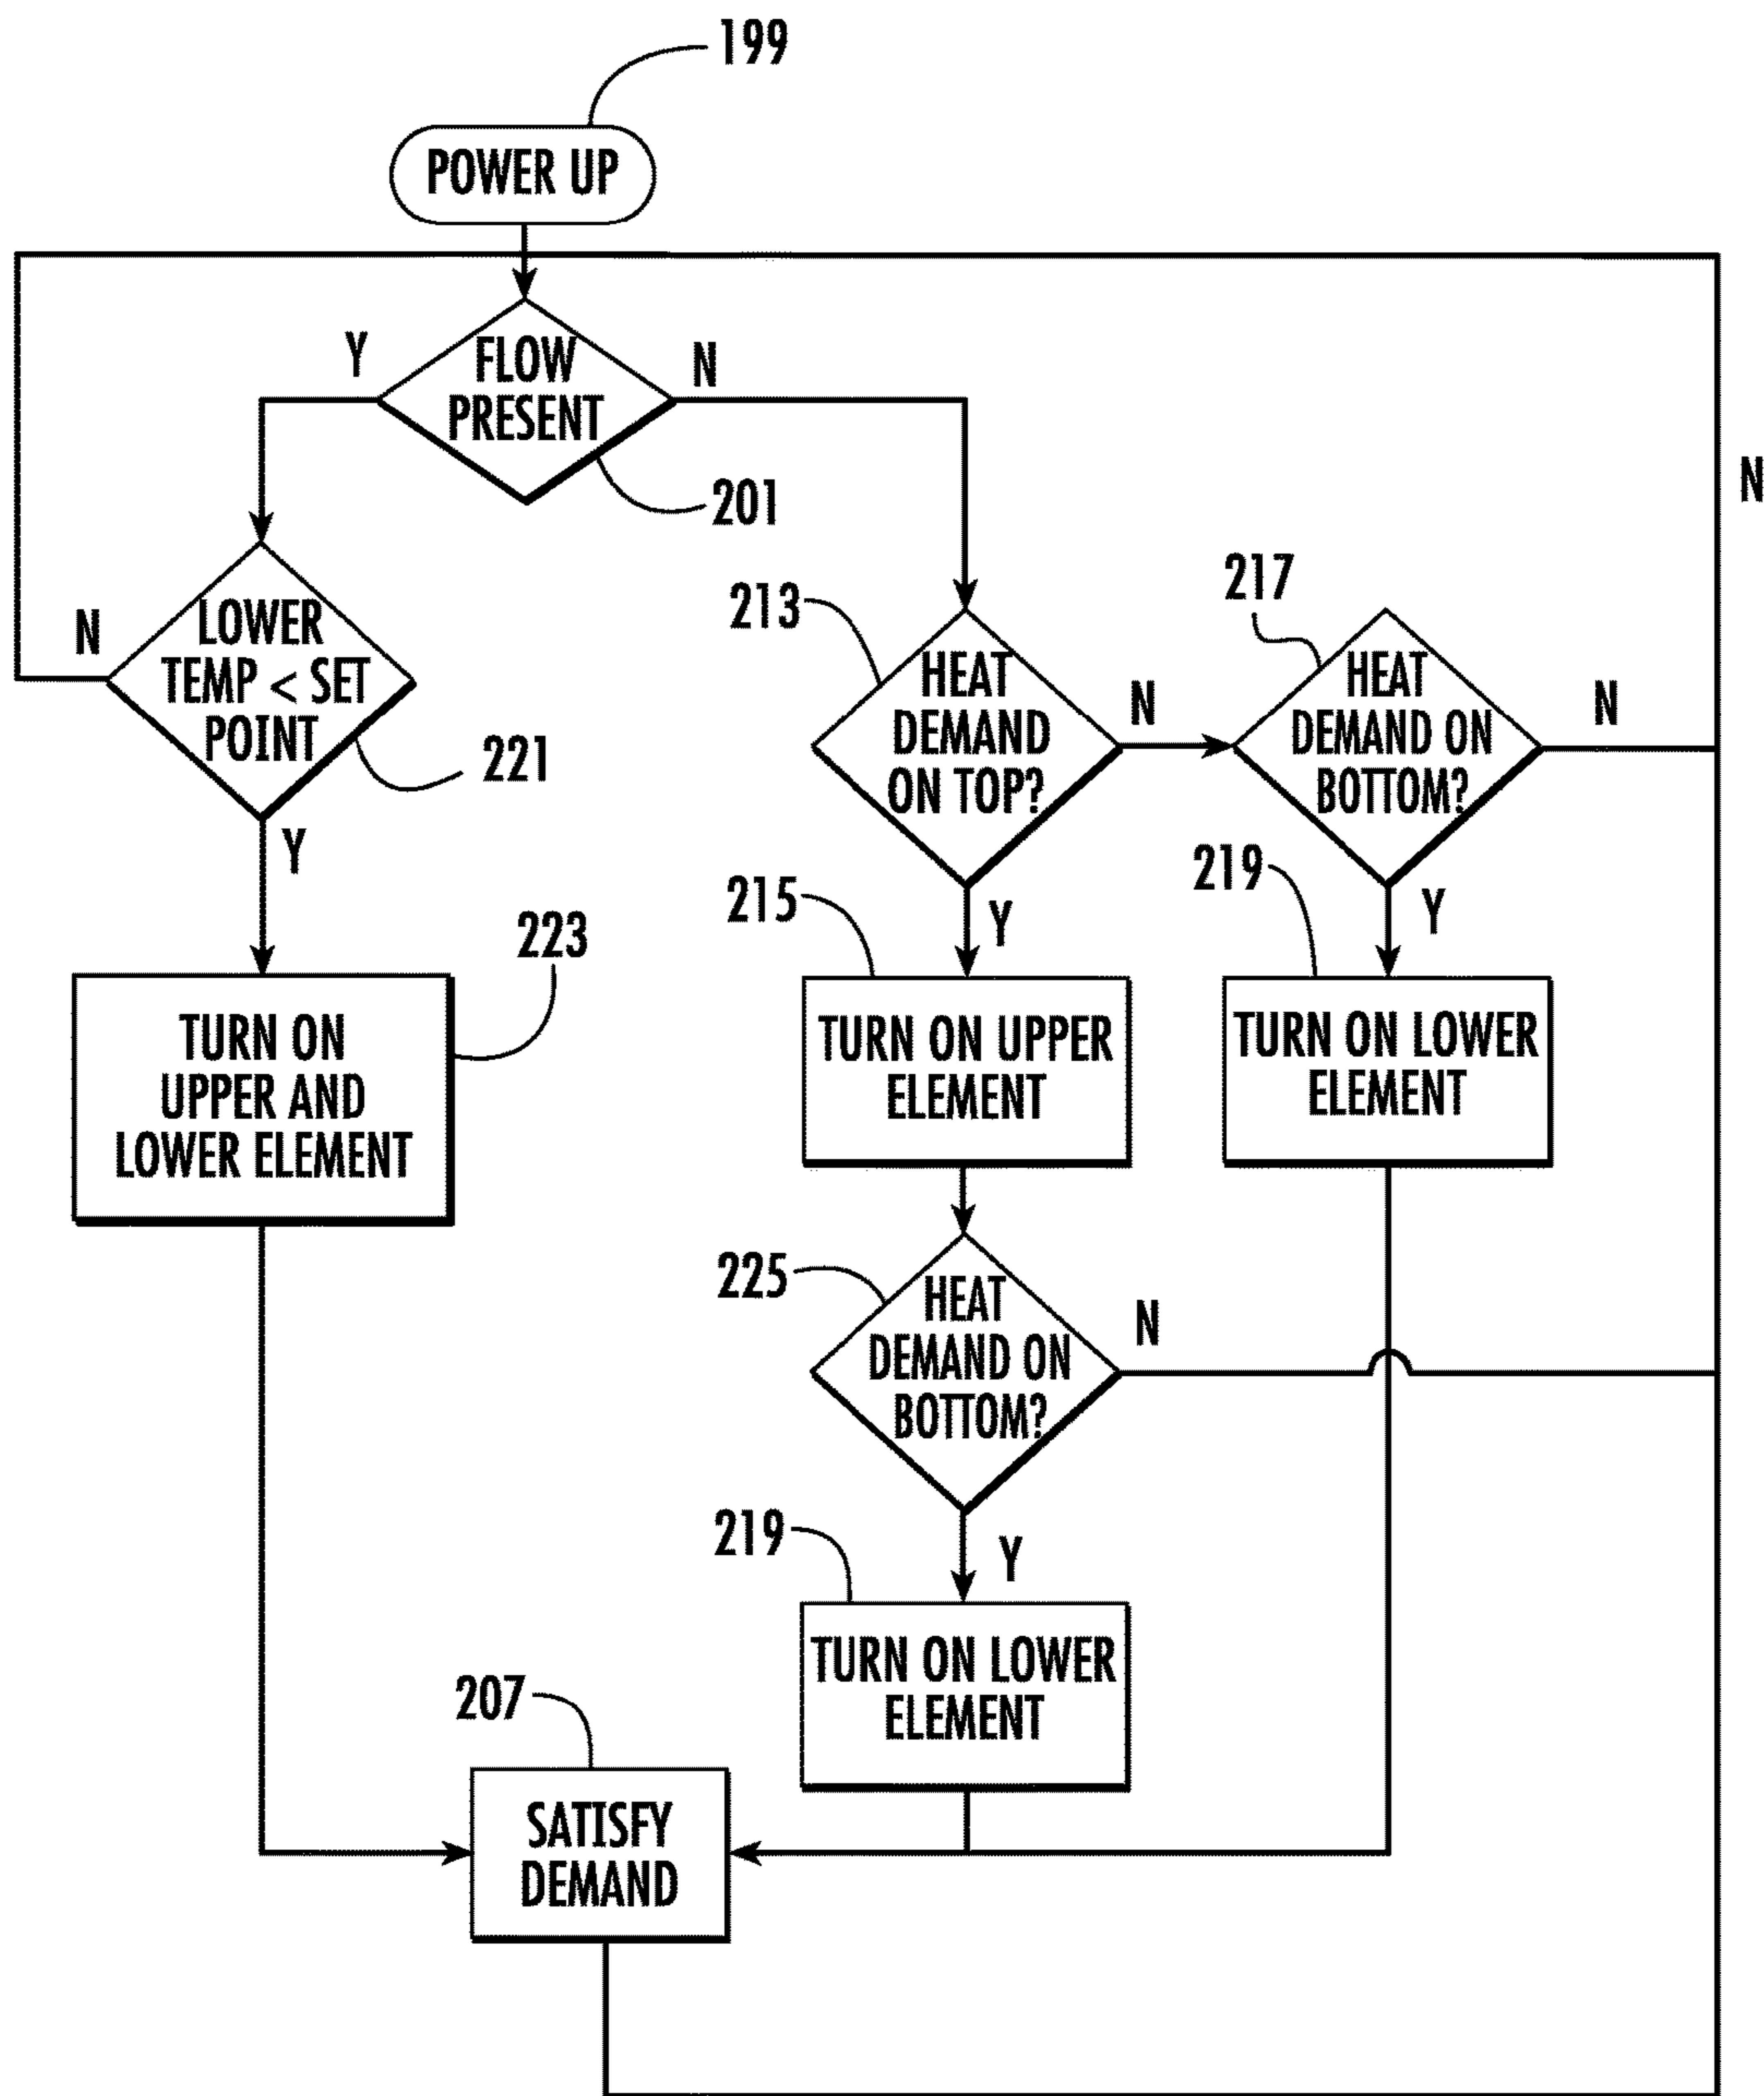 199
POWER UP
Y
FLOW
PRESENT
N
201
N
N
LOWER
TEMP < SET
POINT
221
Y
213
HEAT
DEMAND
ON TOP?
N
217
HEAT
DEMAND ON
BOTTOM?
N
223
TURN ON
UPPER AND
LOWER ELEMENT
215
Y
TURN ON UPPER
ELEMENT
219
Y
TURN ON LOWER
ELEMENT
225
HEAT
DEMAND ON
BOTTOM?
N
219
Y
TURN ON LOWER
ELEMENT
207
SATISFY
DEMAND